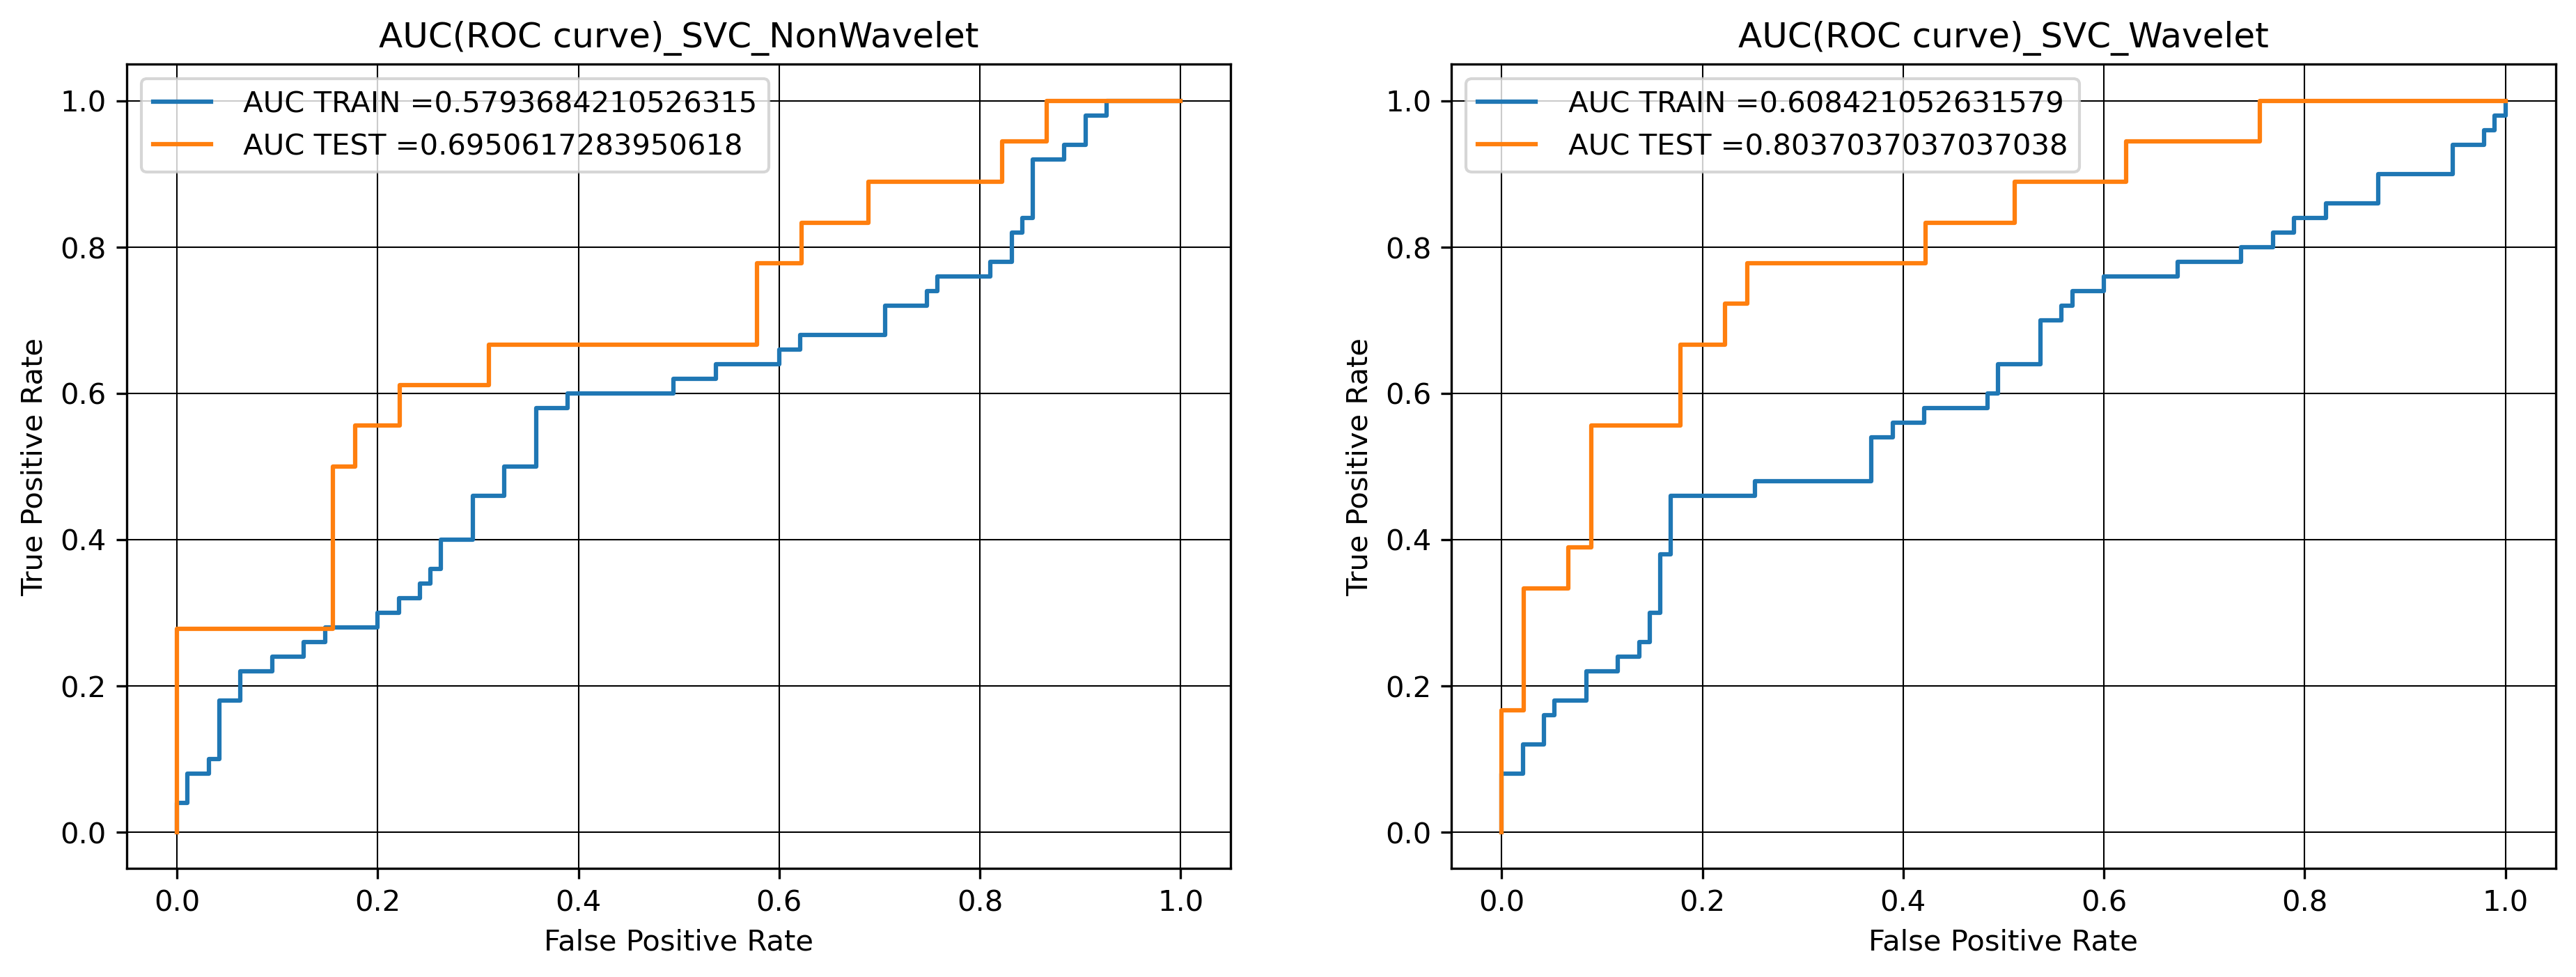 AUC(ROC curve)_SVC_NonWavelet
AUC TRAIN =0.5793684210526315
AUC TEST =0.6950617283950618
1.0
0.8
0.6
0.4
0.2
0.0
True Positive Rate
0.0 0.2 0.4 0.6 0.8 1.0
False Positive Rate
AUC(ROC curve)_SVC_Wavelet
AUC TRAIN =0.608421052631579
AUC TEST =0.8037037037037038
1.0
0.8
0.6
0.4
0.2
0.0
True Positive Rate
0.0 0.2 0.4 0.6 0.8 1.0
False Positive Rate